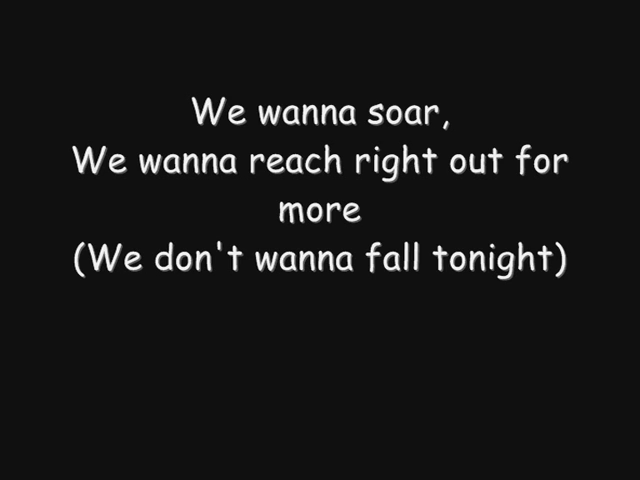 We wanna soar,
We wanna reach right out for
more
(We don't wanna fall tonight)